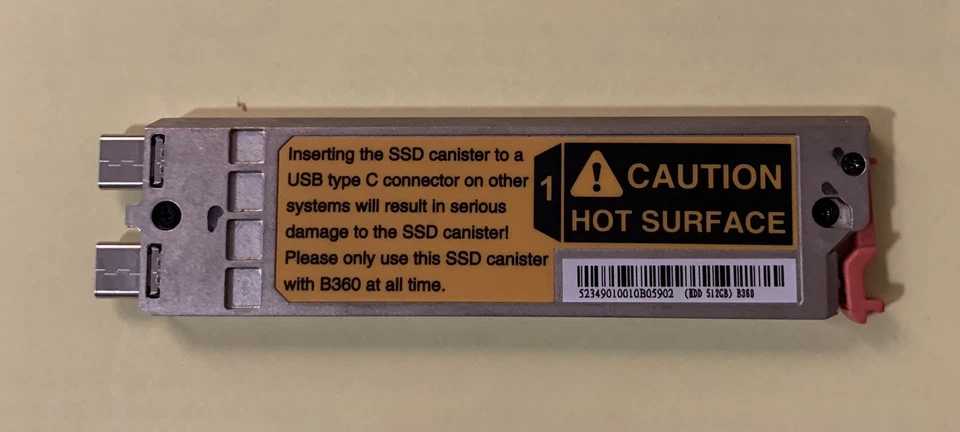 Inserting the SSD canister to a
USB type C connector on other
systems will result in serious
damage to the SSD canister!
Please only use this SSD canister
with B360 at all time.
1
CAUTION
HOT SURFACE
52349010010B05902 (HDD 512GB) B360